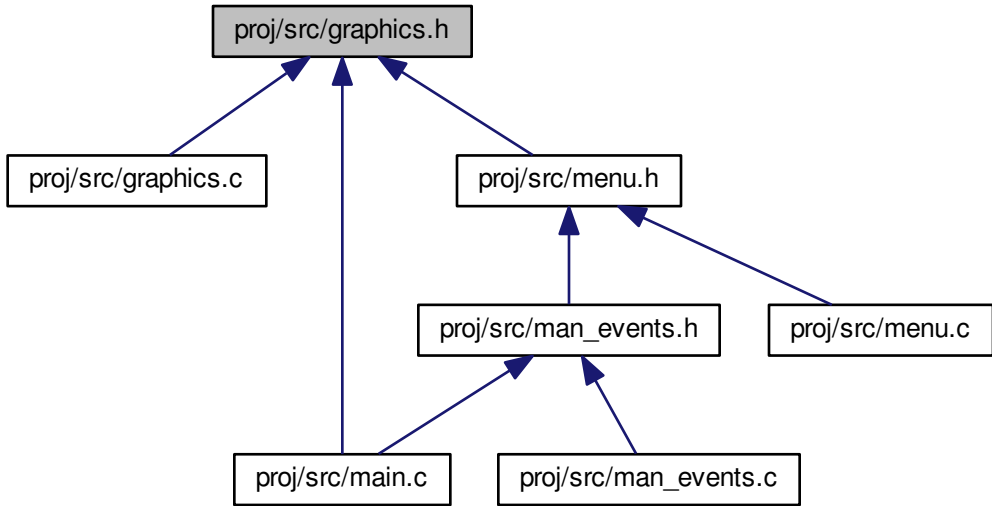 proj/src/graphics.h
proj/src/graphics.c
proj/src/menu.h
proj/src/man_events.h
proj/src/menu.c
proj/src/main.c
proj/src/man_events.c